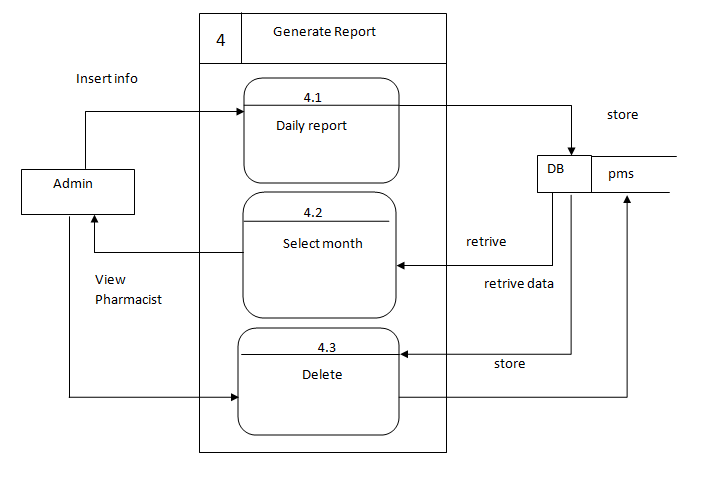 4
Generate Report
Insert info
4.1
Daily report
store
Admin
DB
pms
4.2
Select month
retrive
View
Pharmacist
retrive data
4.3
Delete
store